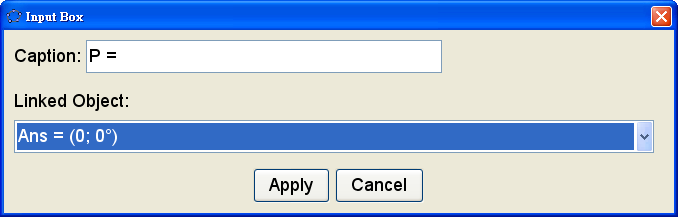 Input Box
Caption: P =
Linked Object:
Ans = (0; 0°)
Apply Cancel